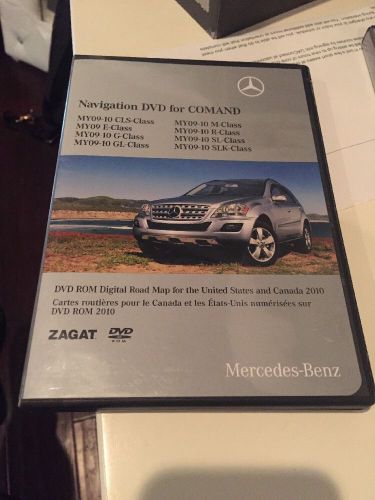 Navigation DVD for COMAND
MY09-10 CLS-Class
MY09 E-Class
MY09-10 G-Class
MY09-10 GL-Class
MY09-10 M-Class
MY09-10 R-Class
MY09-10 SL-Class
MY09-10 SLK-Class
DVD ROM Digital Road Map for the United States and Canada 2010
Cartes routières pour le Canada et les États-Unis numérisées sur
DVD ROM 2010
ZAGAT
DVD
ROM
Mercedes-Benz